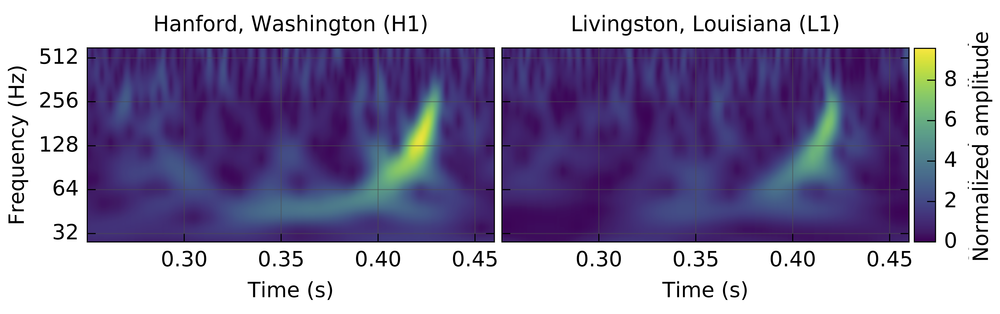 Hanford, Washington (H1)
Livingston, Louisiana (L1)
Frequency (Hz)
512
256
128
64
32
0.30 0.35 0.40 0.45
0.30 0.35 0.40 0.45
Time (s)
Time (s)
8
6
4
2
0
Normalized amplitude